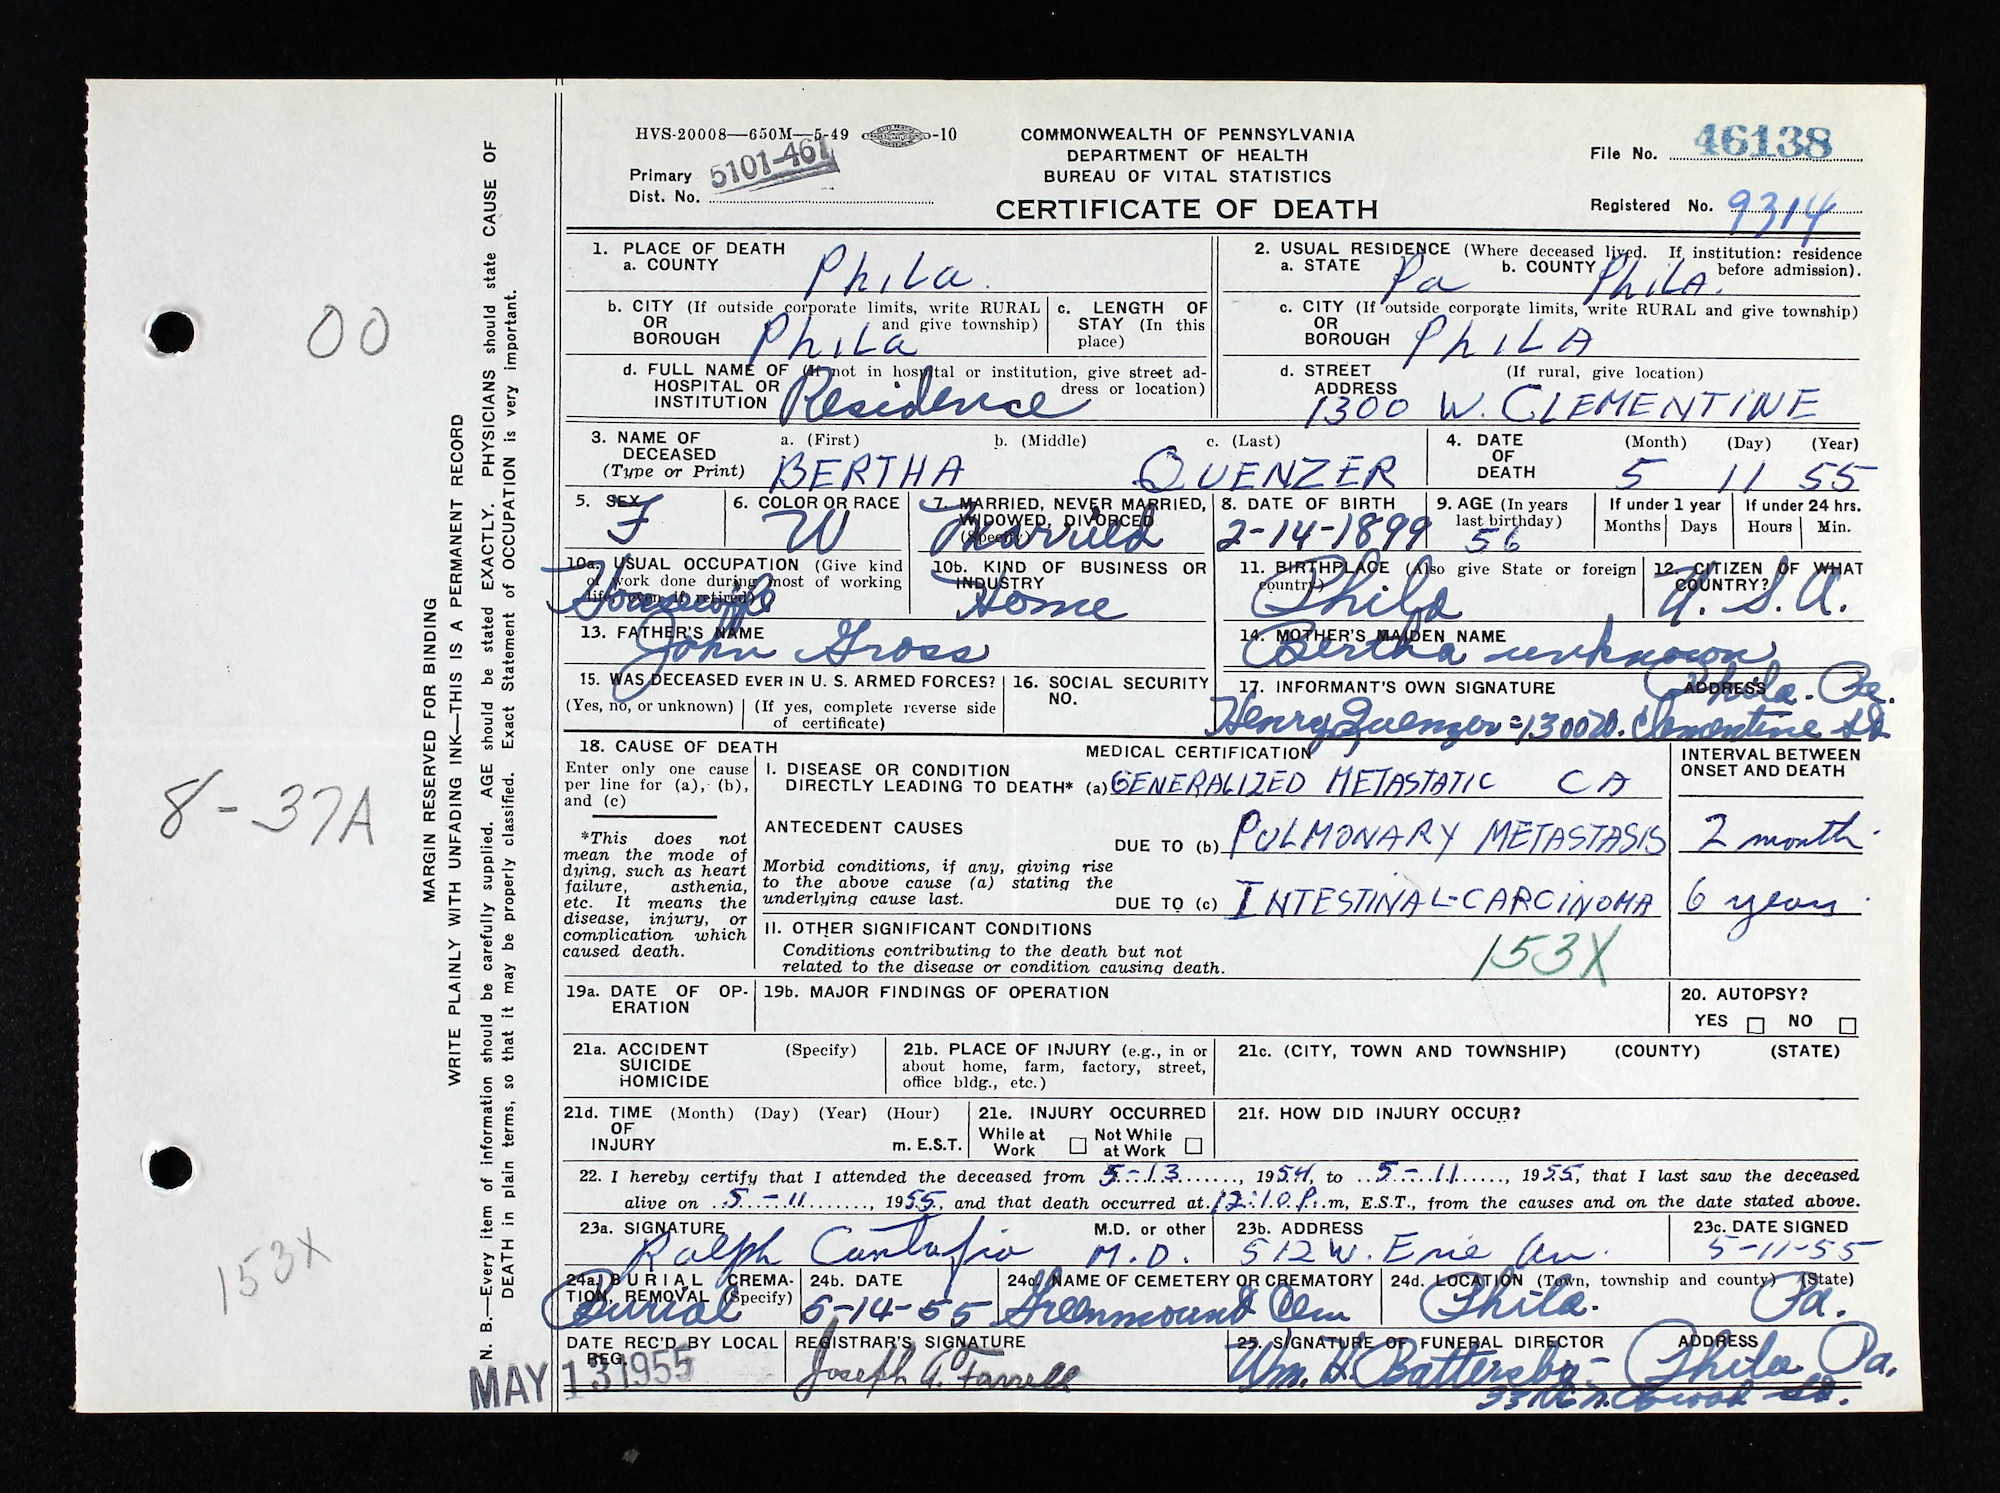 HVS-20008—650M—5-49 -10
COMMONWEALTH OF PENNSYLVANIA
DEPARTMENT OF HEALTH
BUREAU OF VITAL STATISTICS
CERTIFICATE OF DEATH
Primary Dist. No. 5101-461
File No. 46138
Registered No. 9314
MARGIN RESERVED FOR BINDING
WRITE PLAINLY WITH UNFADING INK—THIS IS A PERMANENT RECORD
N. B.—Every item of information should be carefully supplied. AGE should be stated EXACTLY. PHYSICIANS should state CAUSE OF
DEATH in plain terms, so that it may be properly classified. Exact Statement of OCCUPATION is very important.
00
8-37A
153X
1. PLACE OF DEATH
a. COUNTY Phila.
b. CITY (If outside corporate limits, write RURAL
OR and give township)
BOROUGH Phila
c. LENGTH OF
STAY (In this
place)
d. FULL NAME OF (If not in hospital or institution, give street ad-
HOSPITAL OR dress or location)
INSTITUTION Residence
2. USUAL RESIDENCE (Where deceased lived. If institution: residence
before admission).
a. STATE Pa b. COUNTY PhiLA.
c. CITY (If outside corporate limits, write RURAL and give township)
OR
BOROUGH PhiLA
d. STREET (If rural, give location)
ADDRESS
1300 W. CLEMENTINE
3. NAME OF a. (First) b. (Middle) c. (Last)
DECEASED
(Type or Print) BERTHA QUENZER
4. DATE (Month) (Day) (Year)
OF
DEATH 5 11 55
5. SEX F
6. COLOR OR RACE W
7. MARRIED, NEVER MARRIED,
WIDOWED, DIVORCED
(Specify) Married
8. DATE OF BIRTH
2-14-1899
9. AGE (In years
last birthday)
56
If under 1 year
Months Days
If under 24 hrs.
Hours Min.
10a. USUAL OCCUPATION (Give kind
of work done during most of working
life, even if retired)
Housewife
10b. KIND OF BUSINESS OR
INDUSTRY
Home
11. BIRTHPLACE (Also give State or foreign
country)
Phila
12. CITIZEN OF WHAT
COUNTRY?
U.S.A.
13. FATHER'S NAME
John Gross
14. MOTHER'S MAIDEN NAME
Bertha unknown
15. WAS DECEASED EVER IN U. S. ARMED FORCES?
(Yes, no, or unknown) (If yes, complete reverse side
of certificate)
16. SOCIAL SECURITY
NO.
17. INFORMANT'S OWN SIGNATURE ADDRESS Phila. Pa.
Henry Quenzer = 1300 W. Clementine St
18. CAUSE OF DEATH
MEDICAL CERTIFICATION
INTERVAL BETWEEN
ONSET AND DEATH
Enter only one cause
per line for (a), (b),
and (c)
*This does not
mean the mode of
dying, such as heart
failure, asthenia,
etc. It means the
disease, injury, or
complication which
caused death.
I. DISEASE OR CONDITION
DIRECTLY LEADING TO DEATH* (a) GENERALIZED METASTATIC CA
ANTECEDENT CAUSES
DUE TO (b) PULMONARY METASTASIS 2 month
Morbid conditions, if any, giving rise
to the above cause (a) stating the
underlying cause last.
DUE TO (c) INTESTINAL-CARCINOMA 6 years
II. OTHER SIGNIFICANT CONDITIONS
Conditions contributing to the death but not
related to the disease or condition causing death.
153X
19a. DATE OF OP-
ERATION
19b. MAJOR FINDINGS OF OPERATION
20. AUTOPSY?
YES NO
21a. ACCIDENT (Specify)
SUICIDE
HOMICIDE
21b. PLACE OF INJURY (e.g., in or
about home, farm, factory, street,
office bldg., etc.)
21c. (CITY, TOWN AND TOWNSHIP) (COUNTY) (STATE)
21d. TIME (Month) (Day) (Year) (Hour)
OF
INJURY m. E.S.T.
21e. INJURY OCCURRED
While at Work Not While at Work
21f. HOW DID INJURY OCCUR?
22. I hereby certify that I attended the deceased from 5-13, 1954, to 5-11, 1955, that I last saw the deceased
alive on 5-11, 1955, and that death occurred at 12:10 P.m, E.S.T., from the causes and on the date stated above.
23a. SIGNATURE M.D. or other
Ralph Cantafio M.D.
23b. ADDRESS
512 W. Erie Av.
23c. DATE SIGNED
5-11-55
24a. BURIAL CREMA-
TION, REMOVAL (Specify)
Burial
24b. DATE
5-14-55
24c. NAME OF CEMETERY OR CREMATORY
Greenmount Cem
24d. LOCATION (Town, township and county) (State)
Phila. Pa.
DATE REC'D BY LOCAL
REG.
MAY 13 1955
REGISTRAR'S SIGNATURE
Joseph A. Farrell
25. SIGNATURE OF FUNERAL DIRECTOR ADDRESS
Wm. H. Battersby - Phila Pa.
3316 N. Broad St.